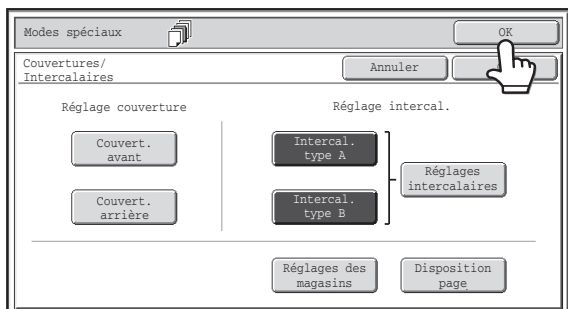 Modes spéciaux
OK
Couvertures/
Intercalaires
Annuler
Réglage couverture
Réglage intercal.
Couvert.
avant
Intercal.
type A
Réglages
intercalaires
Couvert.
arrière
Intercal.
type B
Réglages des
magasins
Disposition
page